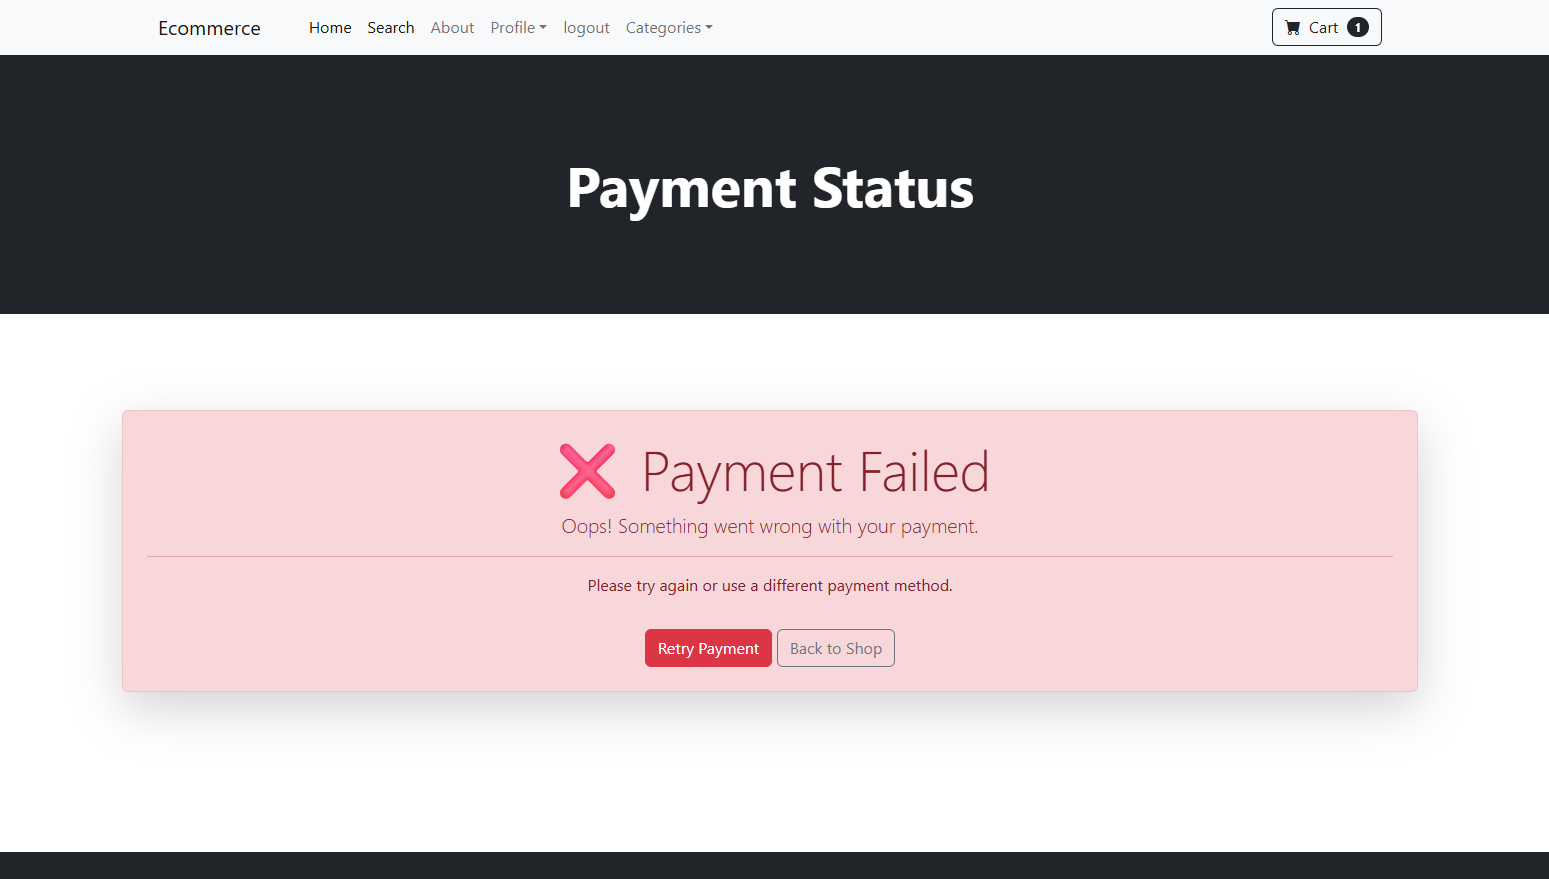 Ecommerce Home Search About Profile logout Categories Cart 1
Payment Status
❌ Payment Failed
Oops! Something went wrong with your payment.
Please try again or use a different payment method.
Retry Payment Back to Shop